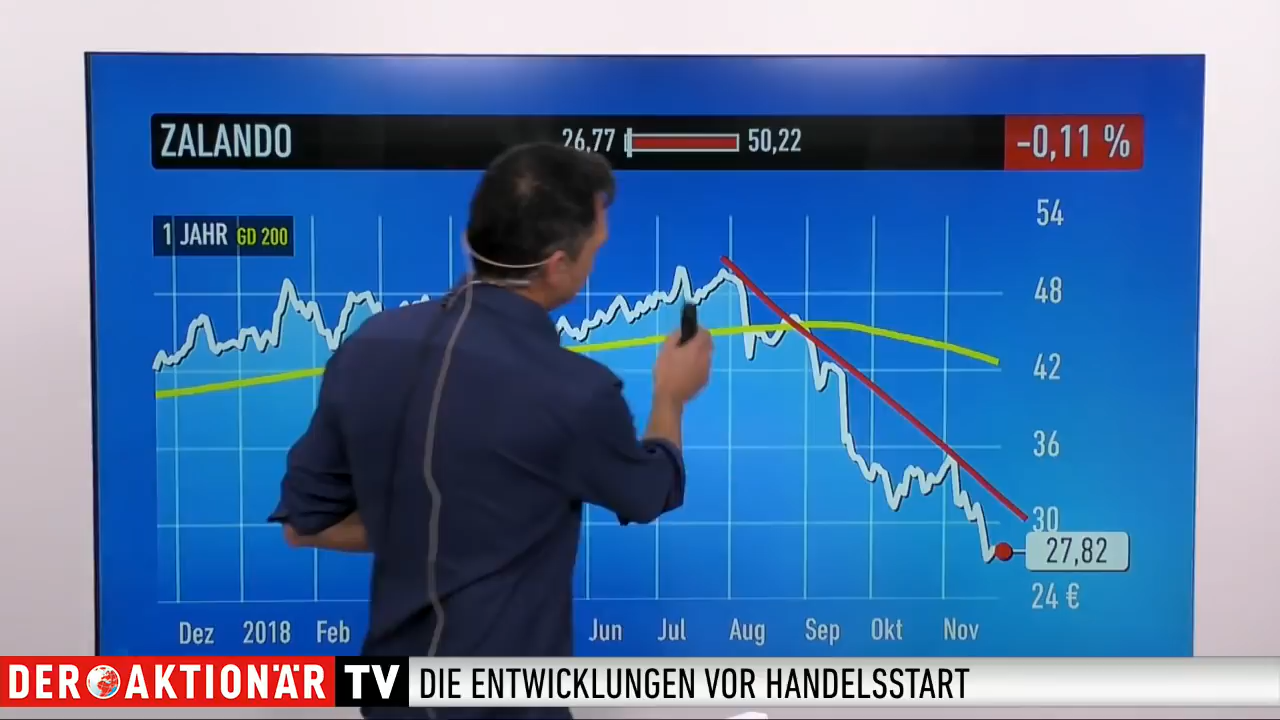 ZALANDO 26,77 50,22 -0,11 %
1 JAHR GD 200
54
48
42
36
30
27,82
24 €
Dez 2018 Feb Jun Jul Aug Sep Okt Nov
DER AKTIONÄR TV DIE ENTWICKLUNGEN VOR HANDELSSTART